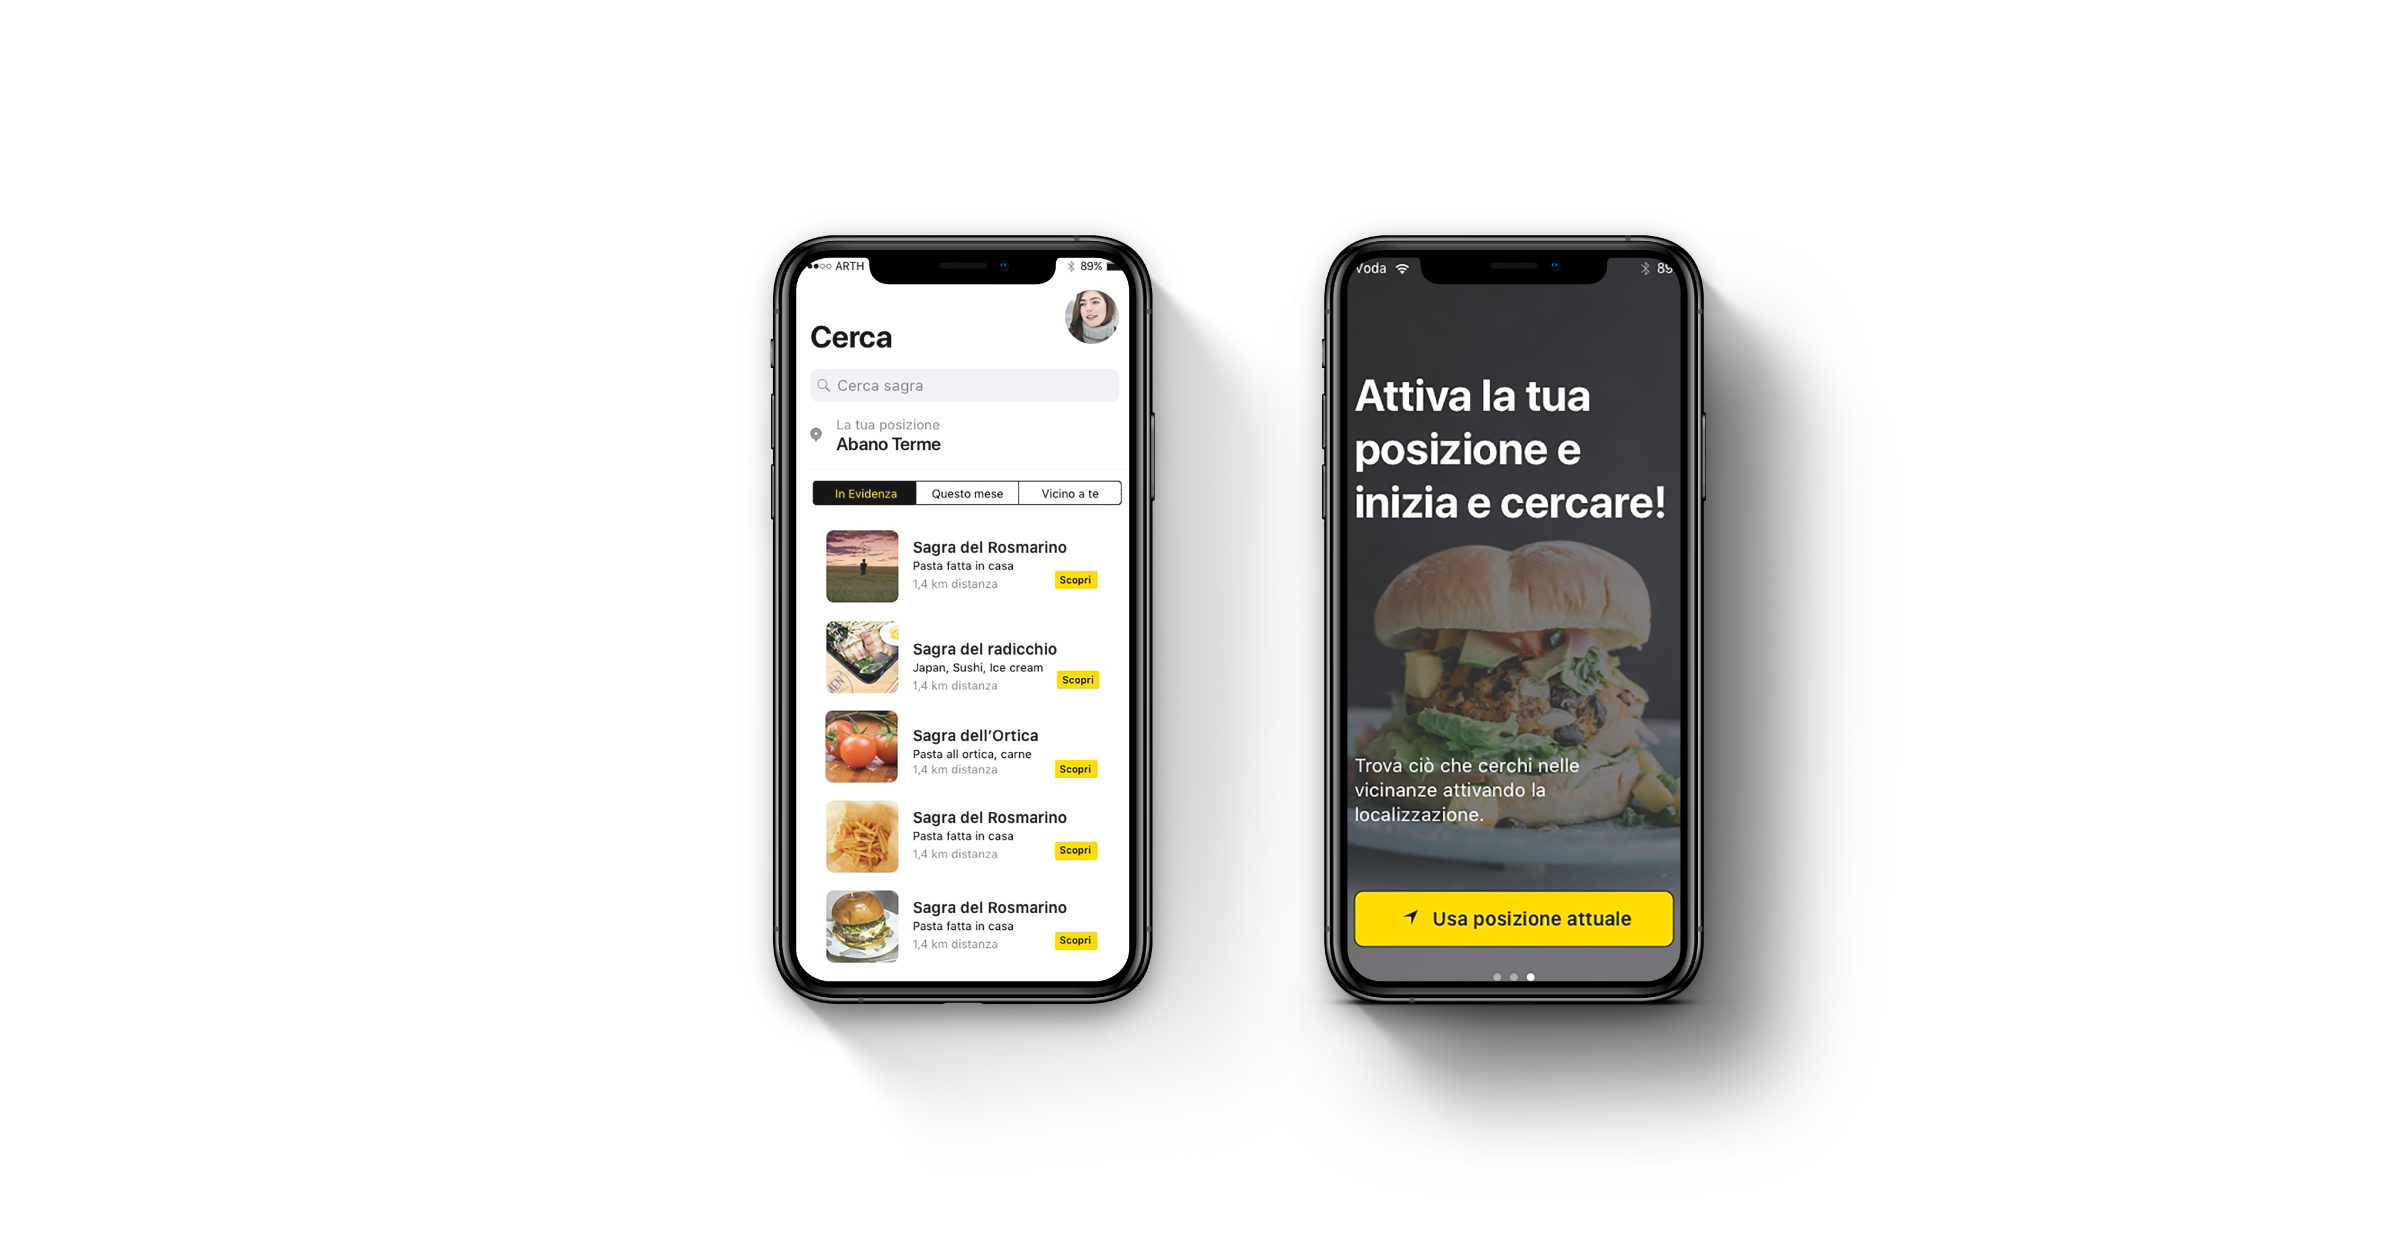 ARTH
89%
Cerca
Cerca sagra
La tua posizione
Abano Terme
In Evidenza
Questo mese
Vicino a te
Sagra del Rosmarino
Pasta fatta in casa
1,4 km distanza
Scopri
Sagra del radicchio
Japan, Sushi, Ice cream
1,4 km distanza
Scopri
Sagra dell’Ortica
Pasta all ortica, carne
1,4 km distanza
Scopri
Sagra del Rosmarino
Pasta fatta in casa
1,4 km distanza
Scopri
Sagra del Rosmarino
Pasta fatta in casa
1,4 km distanza
Scopri
Voda
89
Attiva la tua
posizione e
inizia e cercare!
Trova ciò che cerchi nelle
vicinanze attivando la
localizzazione.
Usa posizione attuale